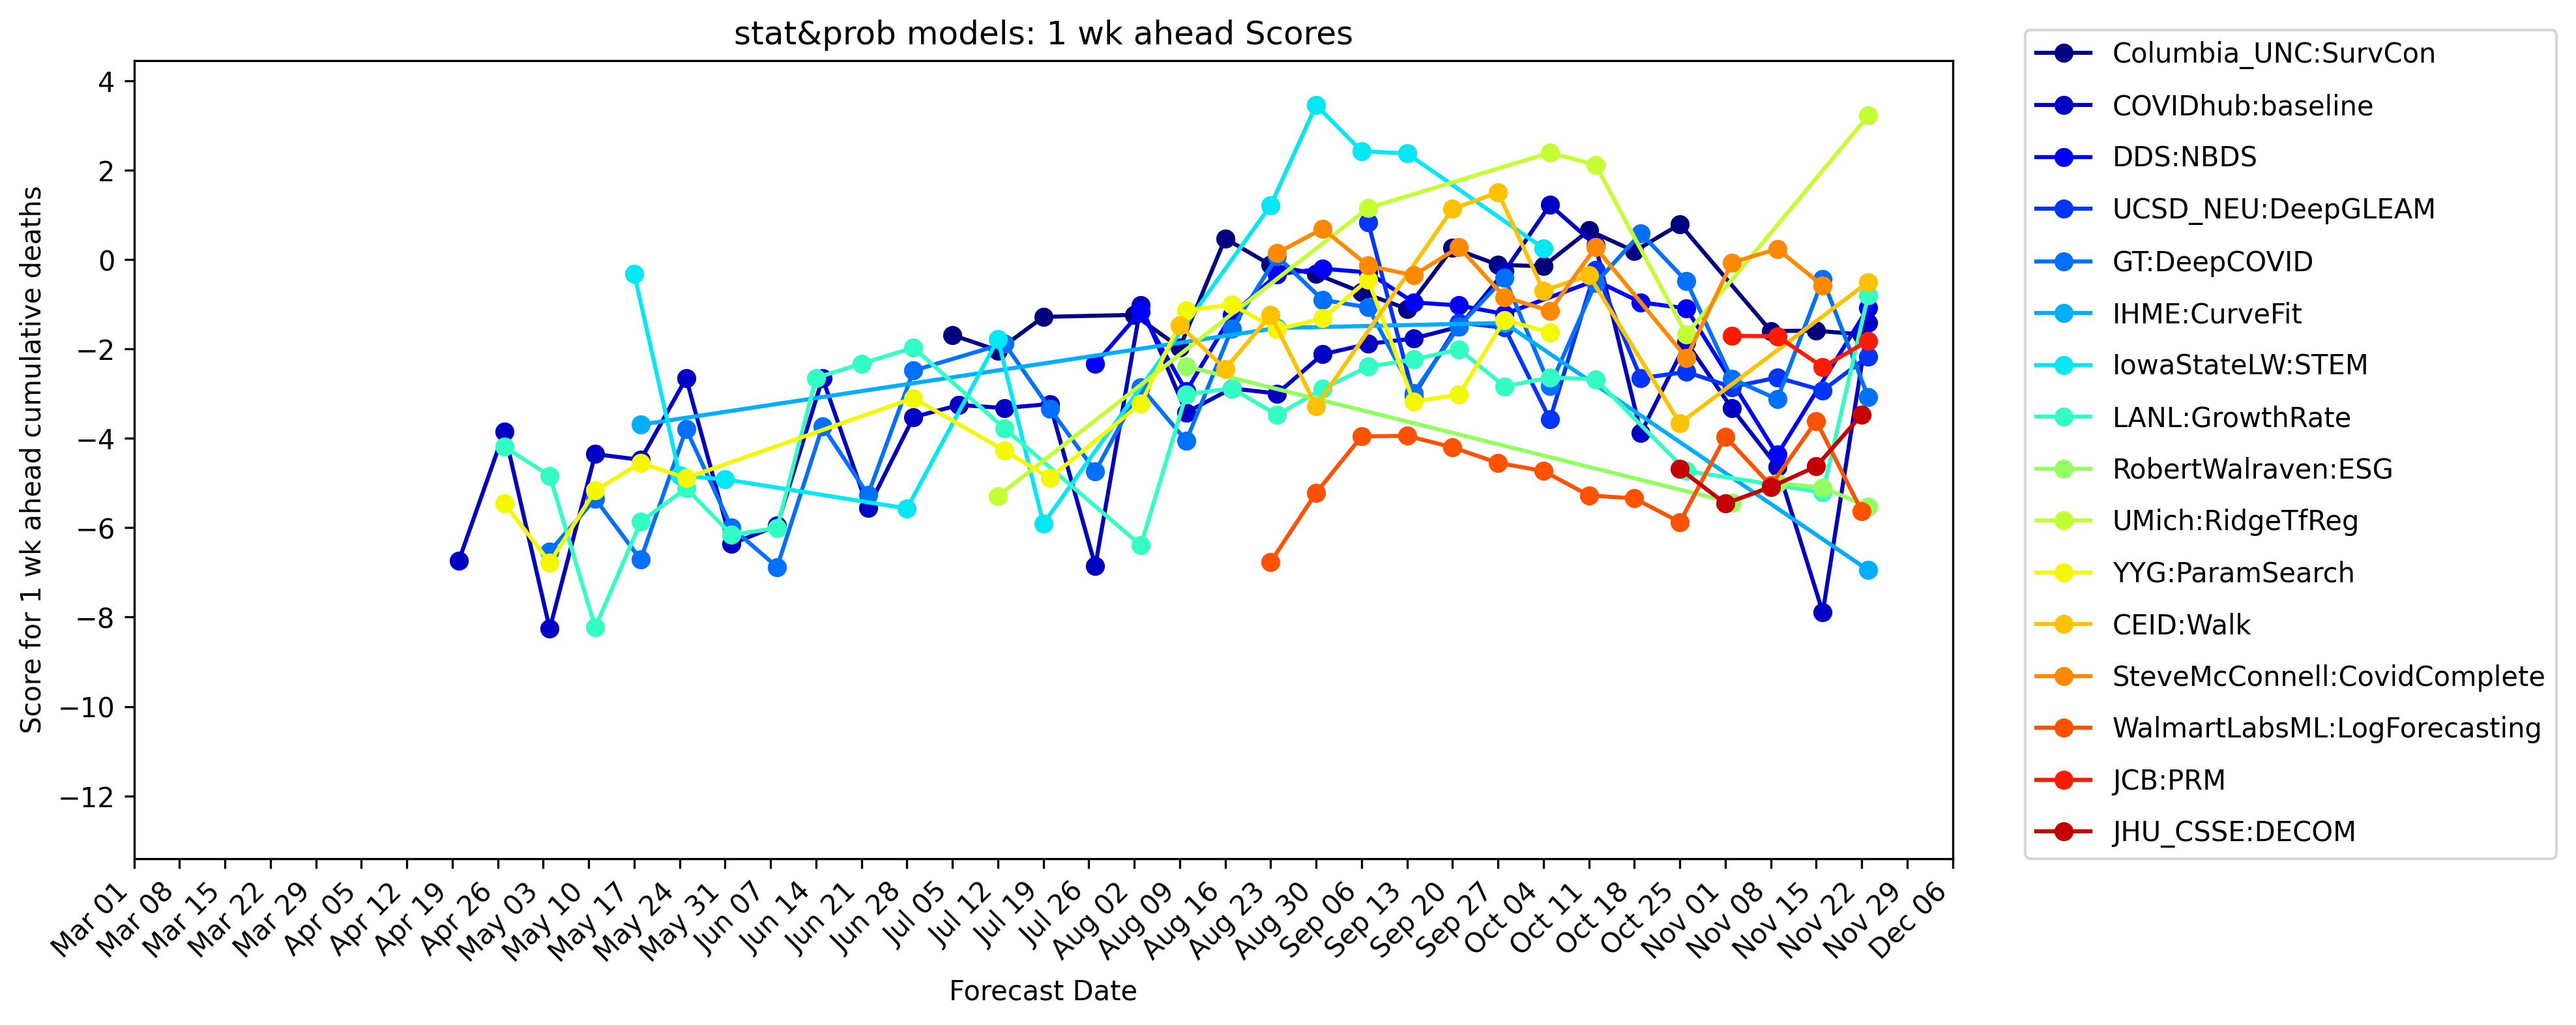 stat&prob models: 1 wk ahead Scores
Score for 1 wk ahead cumulative deaths
4
2
0
−2
−4
−6
−8
−10
−12
Mar 01
Mar 08
Mar 15
Mar 22
Mar 29
Apr 05
Apr 12
Apr 19
Apr 26
May 03
May 10
May 17
May 24
May 31
Jun 07
Jun 14
Jun 21
Jun 28
Jul 05
Jul 12
Jul 19
Jul 26
Aug 02
Aug 09
Aug 16
Aug 23
Aug 30
Sep 06
Sep 13
Sep 20
Sep 27
Oct 04
Oct 11
Oct 18
Oct 25
Nov 01
Nov 08
Nov 15
Nov 22
Nov 29
Dec 06
Forecast Date
Columbia_UNC:SurvCon
COVIDhub:baseline
DDS:NBDS
UCSD_NEU:DeepGLEAM
GT:DeepCOVID
IHME:CurveFit
IowaStateLW:STEM
LANL:GrowthRate
RobertWalraven:ESG
UMich:RidgeTfReg
YYG:ParamSearch
CEID:Walk
SteveMcConnell:CovidComplete
WalmartLabsML:LogForecasting
JCB:PRM
JHU_CSSE:DECOM